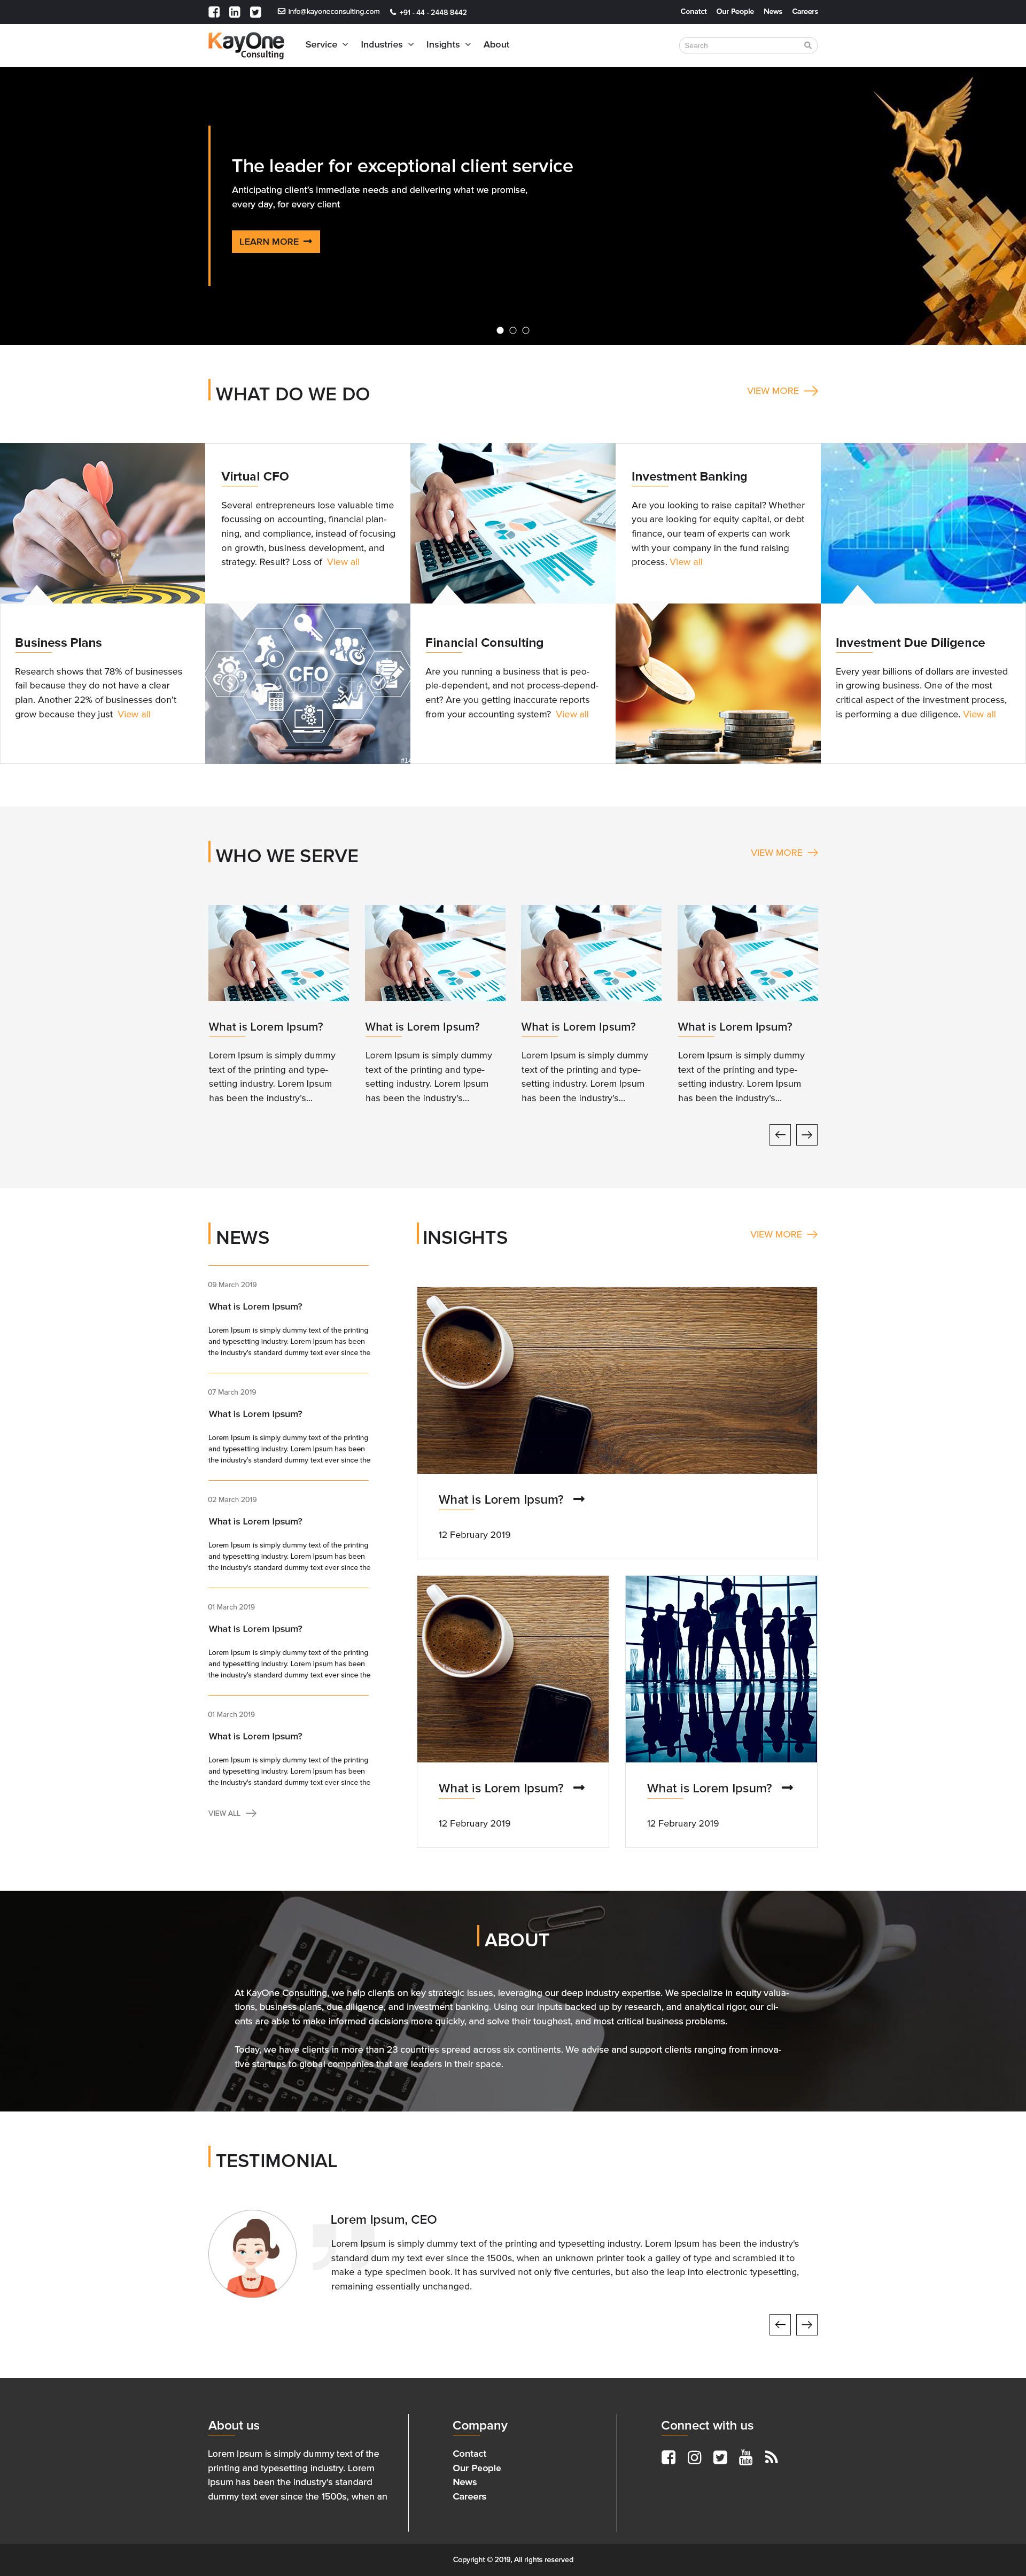 info@kayoneconsulting.com
+91 - 44 - 2448 8442
Conatct Our People News Careers
KayOne
Consulting
Service Industries Insights About
Search
The leader for exceptional client service
Anticipating client's immediate needs and delivering what we promise,
every day, for every client
LEARN MORE
WHAT DO WE DO
VIEW MORE
Virtual CFO
Several entrepreneurs lose valuable time
focussing on accounting, financial plan-
ning, and compliance, instead of focusing
on growth, business development, and
strategy. Result? Loss of View all
Investment Banking
Are you looking to raise capital? Whether
you are looking for equity capital, or debt
finance, our team of experts can work
with your company in the fund raising
process. View all
Business Plans
Research shows that 78% of businesses
fail because they do not have a clear
plan. Another 22% of businesses don't
grow because they just View all
CFO
Financial Consulting
Are you running a business that is peo-
ple-dependent, and not process-depend-
ent? Are you getting inaccurate reports
from your accounting system? View all
Investment Due Diligence
Every year billions of dollars are invested
in growing business. One of the most
critical aspect of the investment process,
is performing a due diligence. View all
WHO WE SERVE
VIEW MORE
What is Lorem Ipsum?
Lorem Ipsum is simply dummy
text of the printing and type-
setting industry. Lorem Ipsum
has been the industry's...
What is Lorem Ipsum?
Lorem Ipsum is simply dummy
text of the printing and type-
setting industry. Lorem Ipsum
has been the industry's...
What is Lorem Ipsum?
Lorem Ipsum is simply dummy
text of the printing and type-
setting industry. Lorem Ipsum
has been the industry's...
What is Lorem Ipsum?
Lorem Ipsum is simply dummy
text of the printing and type-
setting industry. Lorem Ipsum
has been the industry's...
NEWS
09 March 2019
What is Lorem Ipsum?
Lorem Ipsum is simply dummy text of the printing
and typesetting industry. Lorem Ipsum has been
the industry's standard dummy text ever since the
07 March 2019
What is Lorem Ipsum?
Lorem Ipsum is simply dummy text of the printing
and typesetting industry. Lorem Ipsum has been
the industry's standard dummy text ever since the
02 March 2019
What is Lorem Ipsum?
Lorem Ipsum is simply dummy text of the printing
and typesetting industry. Lorem Ipsum has been
the industry's standard dummy text ever since the
01 March 2019
What is Lorem Ipsum?
Lorem Ipsum is simply dummy text of the printing
and typesetting industry. Lorem Ipsum has been
the industry's standard dummy text ever since the
01 March 2019
What is Lorem Ipsum?
Lorem Ipsum is simply dummy text of the printing
and typesetting industry. Lorem Ipsum has been
the industry's standard dummy text ever since the
VIEW ALL
INSIGHTS
VIEW MORE
What is Lorem Ipsum?
12 February 2019
What is Lorem Ipsum?
12 February 2019
What is Lorem Ipsum?
12 February 2019
ABOUT
At KayOne Consulting, we help clients on key strategic issues, leveraging our deep industry expertise. We specialize in equity valua-
tions, business plans, due diligence, and investment banking. Using our inputs backed up by research, and analytical rigor, our cli-
ents are able to make informed decisions more quickly, and solve their toughest, and most critical business problems.
Today, we have clients in more than 23 countries spread across six continents. We advise and support clients ranging from innova-
tive startups to global companies that are leaders in their space.
TESTIMONIAL
Lorem Ipsum, CEO
Lorem Ipsum is simply dummy text of the printing and typesetting industry. Lorem Ipsum has been the industry's
standard dum my text ever since the 1500s, when an unknown printer took a galley of type and scrambled it to
make a type specimen book. It has survived not only five centuries, but also the leap into electronic typesetting,
remaining essentially unchanged.
About us
Lorem Ipsum is simply dummy text of the
printing and typesetting industry. Lorem
Ipsum has been the industry's standard
dummy text ever since the 1500s, when an
Company
Contact
Our People
News
Careers
Connect with us
You Tube
Copyright © 2019, All rights reserved